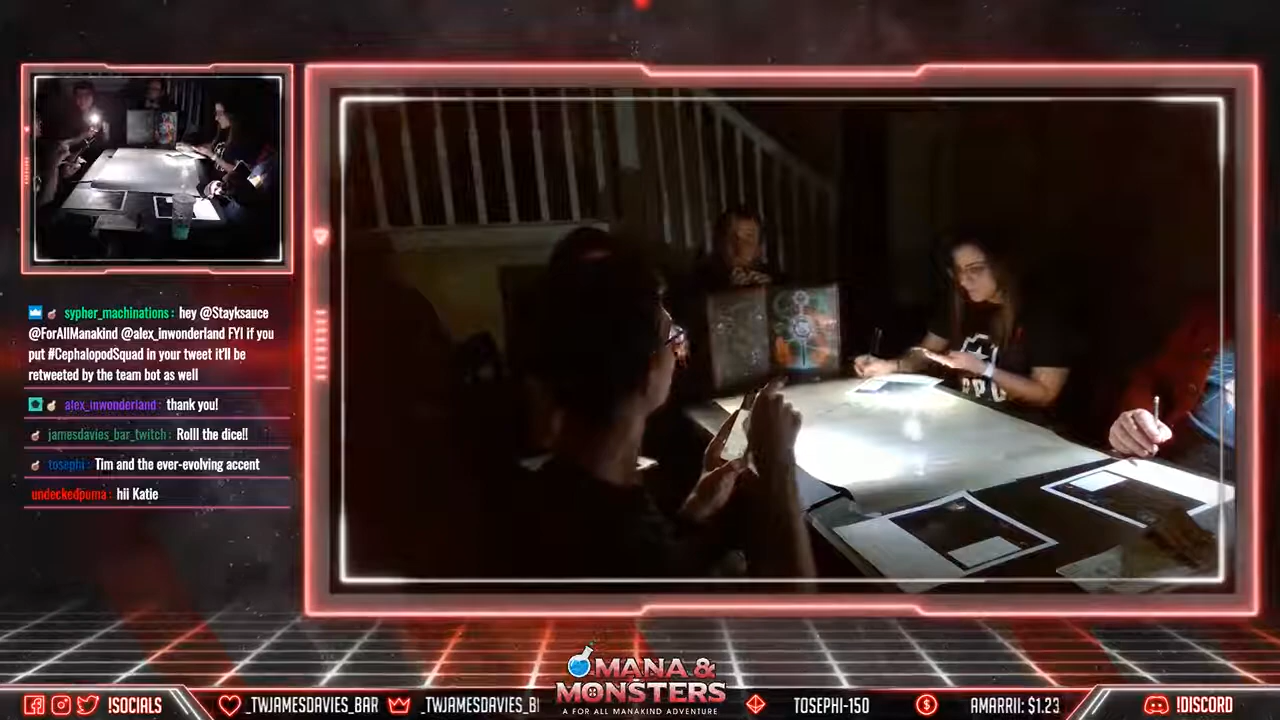 sypher_machinations: hey @Stayksauce
@ForAllManakind @alex_inwonderland FYI if you
put #CephalopodSquad in your tweet it'll be
retweeted by the team bot as well
alex_inwonderland: thank you!
jamesdavies_bar_twitch: Rolll the dice!!
tosephi: Tim and the ever-evolving accent
undeckedpuma: hii Katie
MANA &
MONSTERS
A FOR ALL MANAKIND ADVENTURE
!SOCIALS
_TWJAMESDAVIES_BAR
_TWJAMESDAVIES_B
TOSEPHI-150
AMARRII: $1.23
!DISCORD